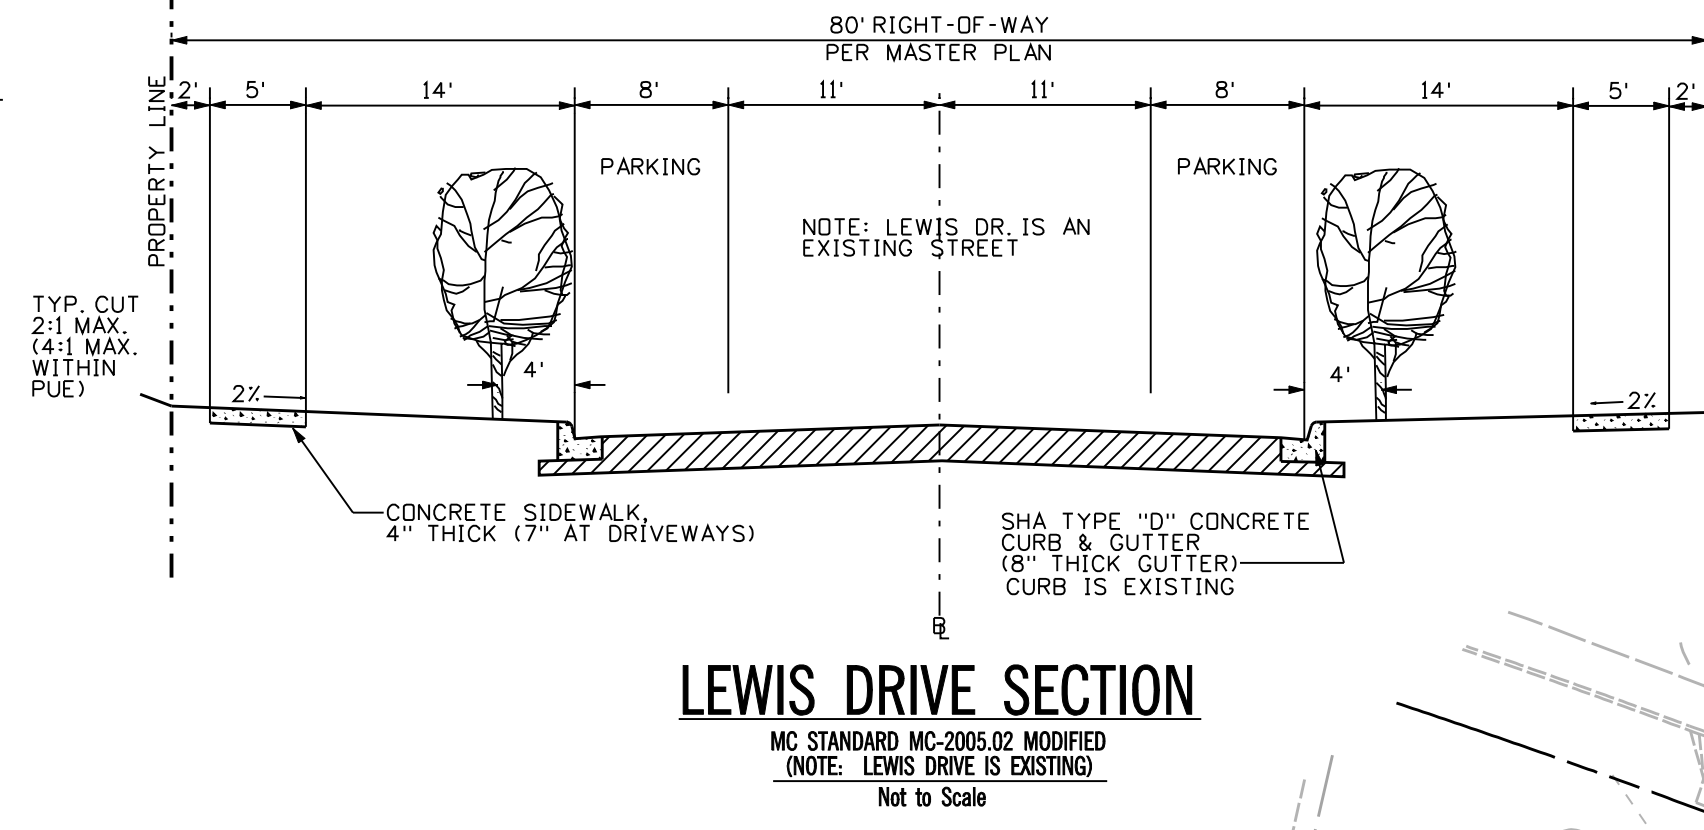 80' RIGHT-OF-WAY
PER MASTER PLAN
2' 5' 14' 8' 11' 11' 8' 14' 5' 2'
PROPERTY LINE
PARKING
PARKING
NOTE: LEWIS DR. IS AN
EXISTING STREET
TYP. CUT
2:1 MAX.
(4:1 MAX.
WITHIN
PUE)
4'
4'
2%
2%
CONCRETE SIDEWALK,
4" THICK (7" AT DRIVEWAYS)
SHA TYPE "D" CONCRETE
CURB & GUTTER
(8" THICK GUTTER)
CURB IS EXISTING
BL
LEWIS DRIVE SECTION
MC STANDARD MC-2005.02 MODIFIED
(NOTE: LEWIS DRIVE IS EXISTING)
Not to Scale